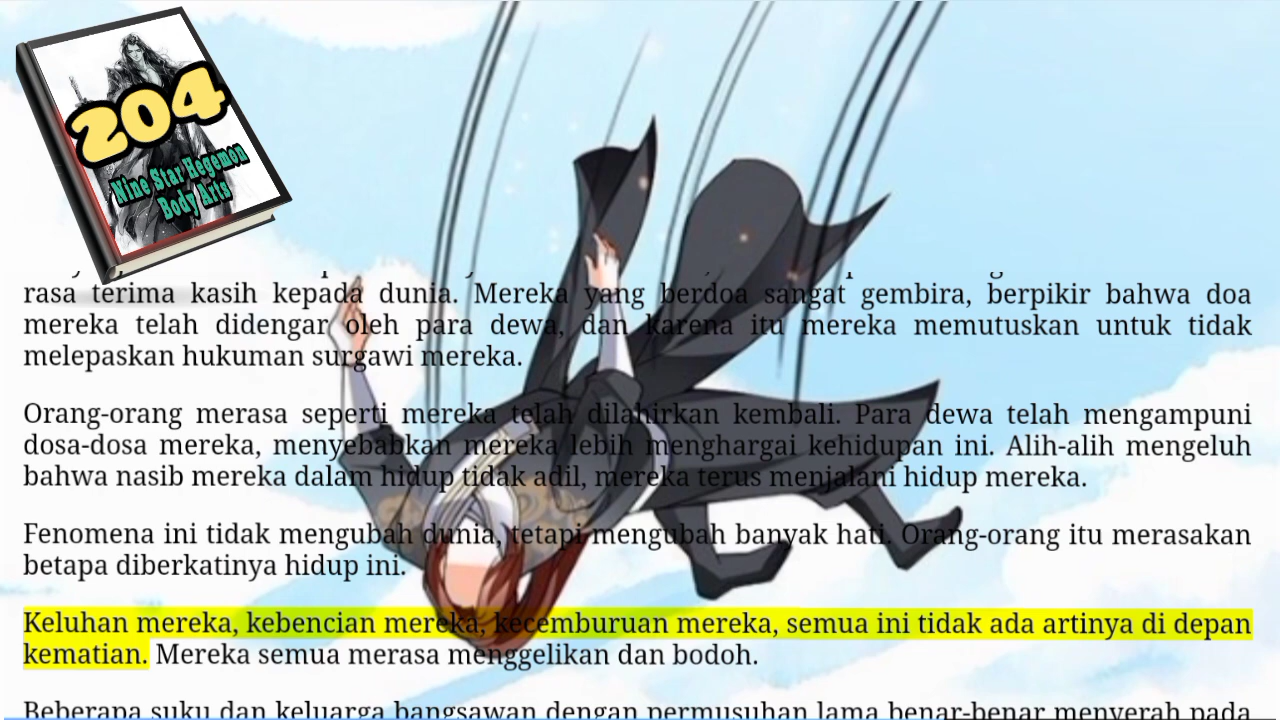 204
Nine Star Hegemon
Body Arts
rasa terima kasih kepada dunia. Mereka yang berdoa sangat gembira, berpikir bahwa doa
mereka telah didengar oleh para dewa, dan karena itu mereka memutuskan untuk tidak
melepaskan hukuman surgawi mereka.
Orang-orang merasa seperti mereka telah dilahirkan kembali. Para dewa telah mengampuni
dosa-dosa mereka, menyebabkan mereka lebih menghargai kehidupan ini. Alih-alih mengeluh
bahwa nasib mereka dalam hidup tidak adil, mereka terus menjalani hidup mereka.
Fenomena ini tidak mengubah dunia, tetapi mengubah banyak hati. Orang-orang itu merasakan
betapa diberkatinya hidup ini.
Keluhan mereka, kebencian mereka, kecemburuan mereka, semua ini tidak ada artinya di depan
kematian. Mereka semua merasa menggelikan dan bodoh.
Beberapa suku dan keluarga bangsawan dengan permusuhan lama benar-benar menyerah pada